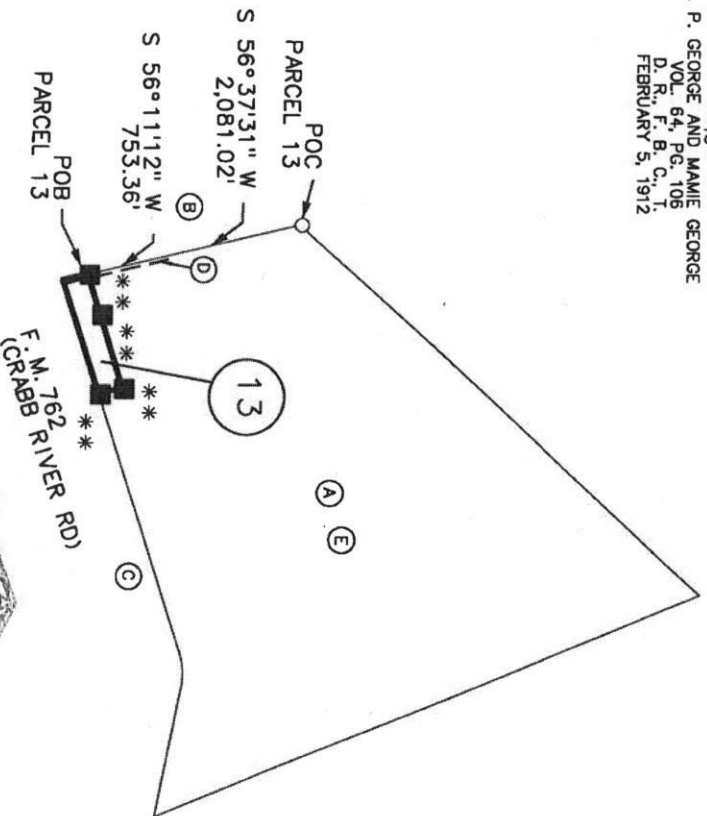 P. GEORGE AND MAMIE GEORGE
VOL. 64, PG. 106
D. R., F. B. C., T.
FEBRUARY 5, 1912
POC
PARCEL 13
S 56°37'31" W
2,081.02'
B
D
S 56°11'12" W
753.36'
POB
PARCEL 13
**
**
**
**
13
A
E
C
F. M. 762
(CRABB RIVER RD)